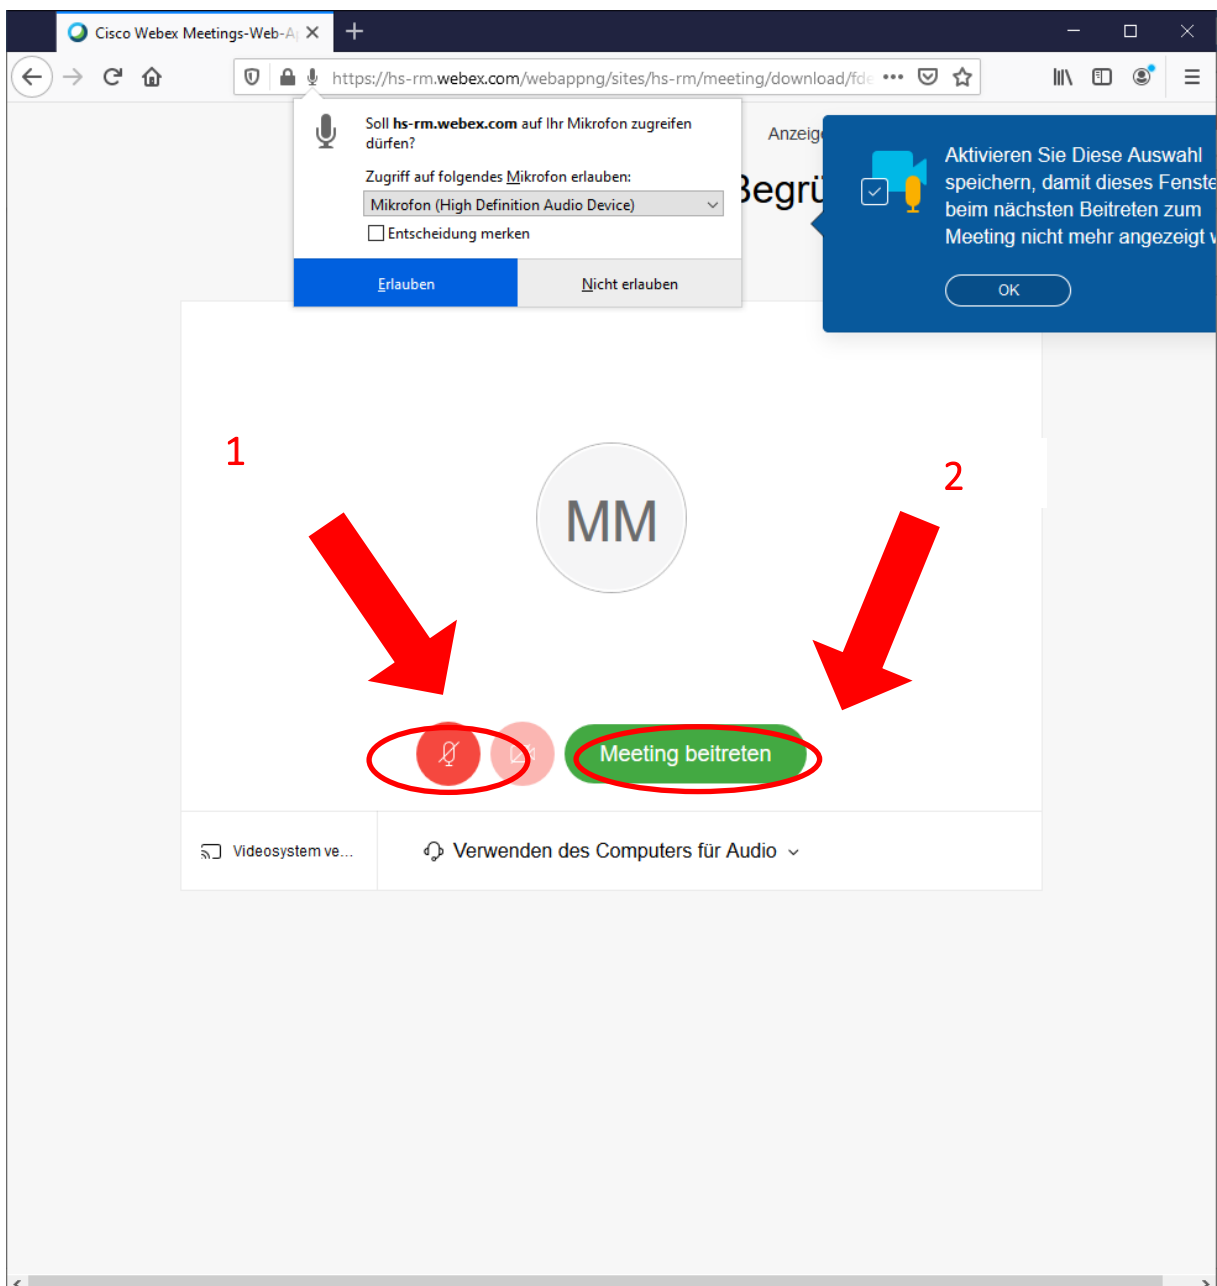 Cisco Webex Meetings-Web-A
https://hs-rm.webex.com/webappng/sites/hs-rm/meeting/download/fde
Soll hs-rm.webex.com auf Ihr Mikrofon zugreifen
dürfen?
Zugriff auf folgendes Mikrofon erlauben:
Mikrofon (High Definition Audio Device)
Entscheidung merken
Erlauben
Nicht erlauben
Anzeige
Begrü
Aktivieren Sie Diese Auswahl
speichern, damit dieses Fenste
beim nächsten Beitreten zum
Meeting nicht mehr angezeigt
OK
1
2
MM
Meeting beitreten
Videosystem ve...
Verwenden des Computers für Audio